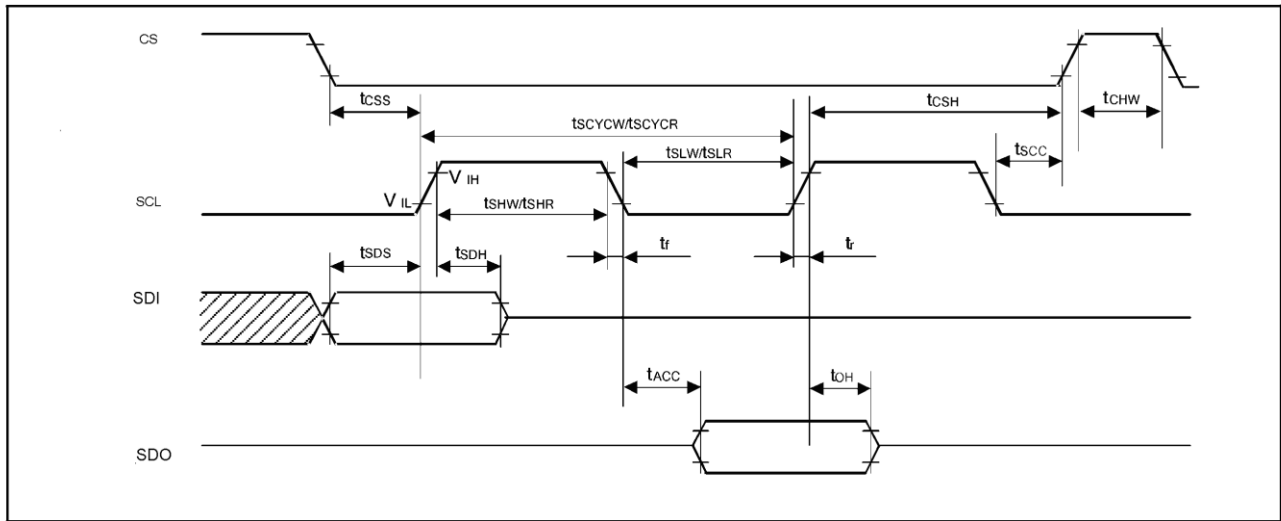 CS
tCSS
tCSH
tCHW
tSCYCW/tSCYCR
tSLW/tSLR
tSCC
VIH
SCL
VIL
tSHW/tSHR
tSDS
tSDH
tf
tr
SDI
tACC
tOH
SDO